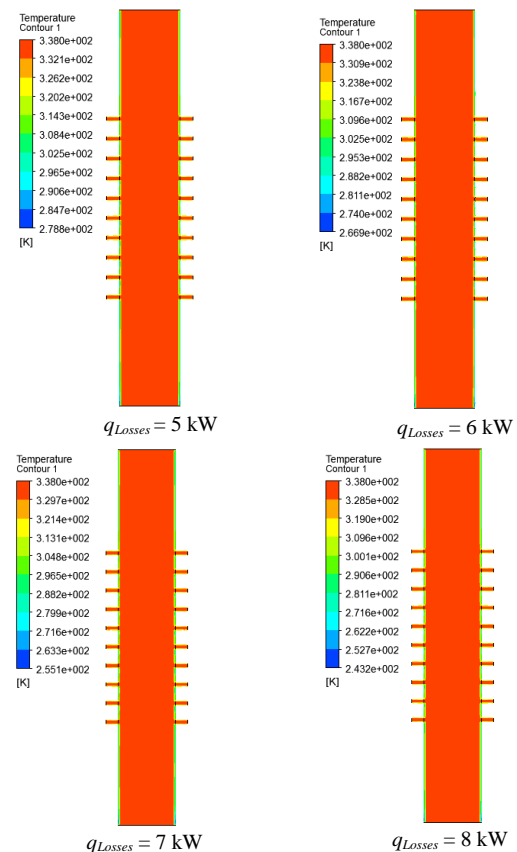 Temperature
Contour 1
3.380e+002
3.321e+002
3.262e+002
3.202e+002
3.143e+002
3.084e+002
3.025e+002
2.965e+002
2.906e+002
2.847e+002
2.788e+002
[K]
q_Losses = 5 kW
Temperature
Contour 1
3.380e+002
3.309e+002
3.238e+002
3.167e+002
3.096e+002
3.025e+002
2.953e+002
2.882e+002
2.811e+002
2.740e+002
2.669e+002
[K]
q_Losses = 6 kW
Temperature
Contour 1
3.380e+002
3.297e+002
3.214e+002
3.131e+002
3.048e+002
2.965e+002
2.882e+002
2.799e+002
2.716e+002
2.633e+002
2.551e+002
[K]
q_Losses = 7 kW
Temperature
Contour 1
3.380e+002
3.285e+002
3.190e+002
3.096e+002
3.001e+002
2.906e+002
2.811e+002
2.716e+002
2.622e+002
2.527e+002
2.432e+002
[K]
q_Losses = 8 kW